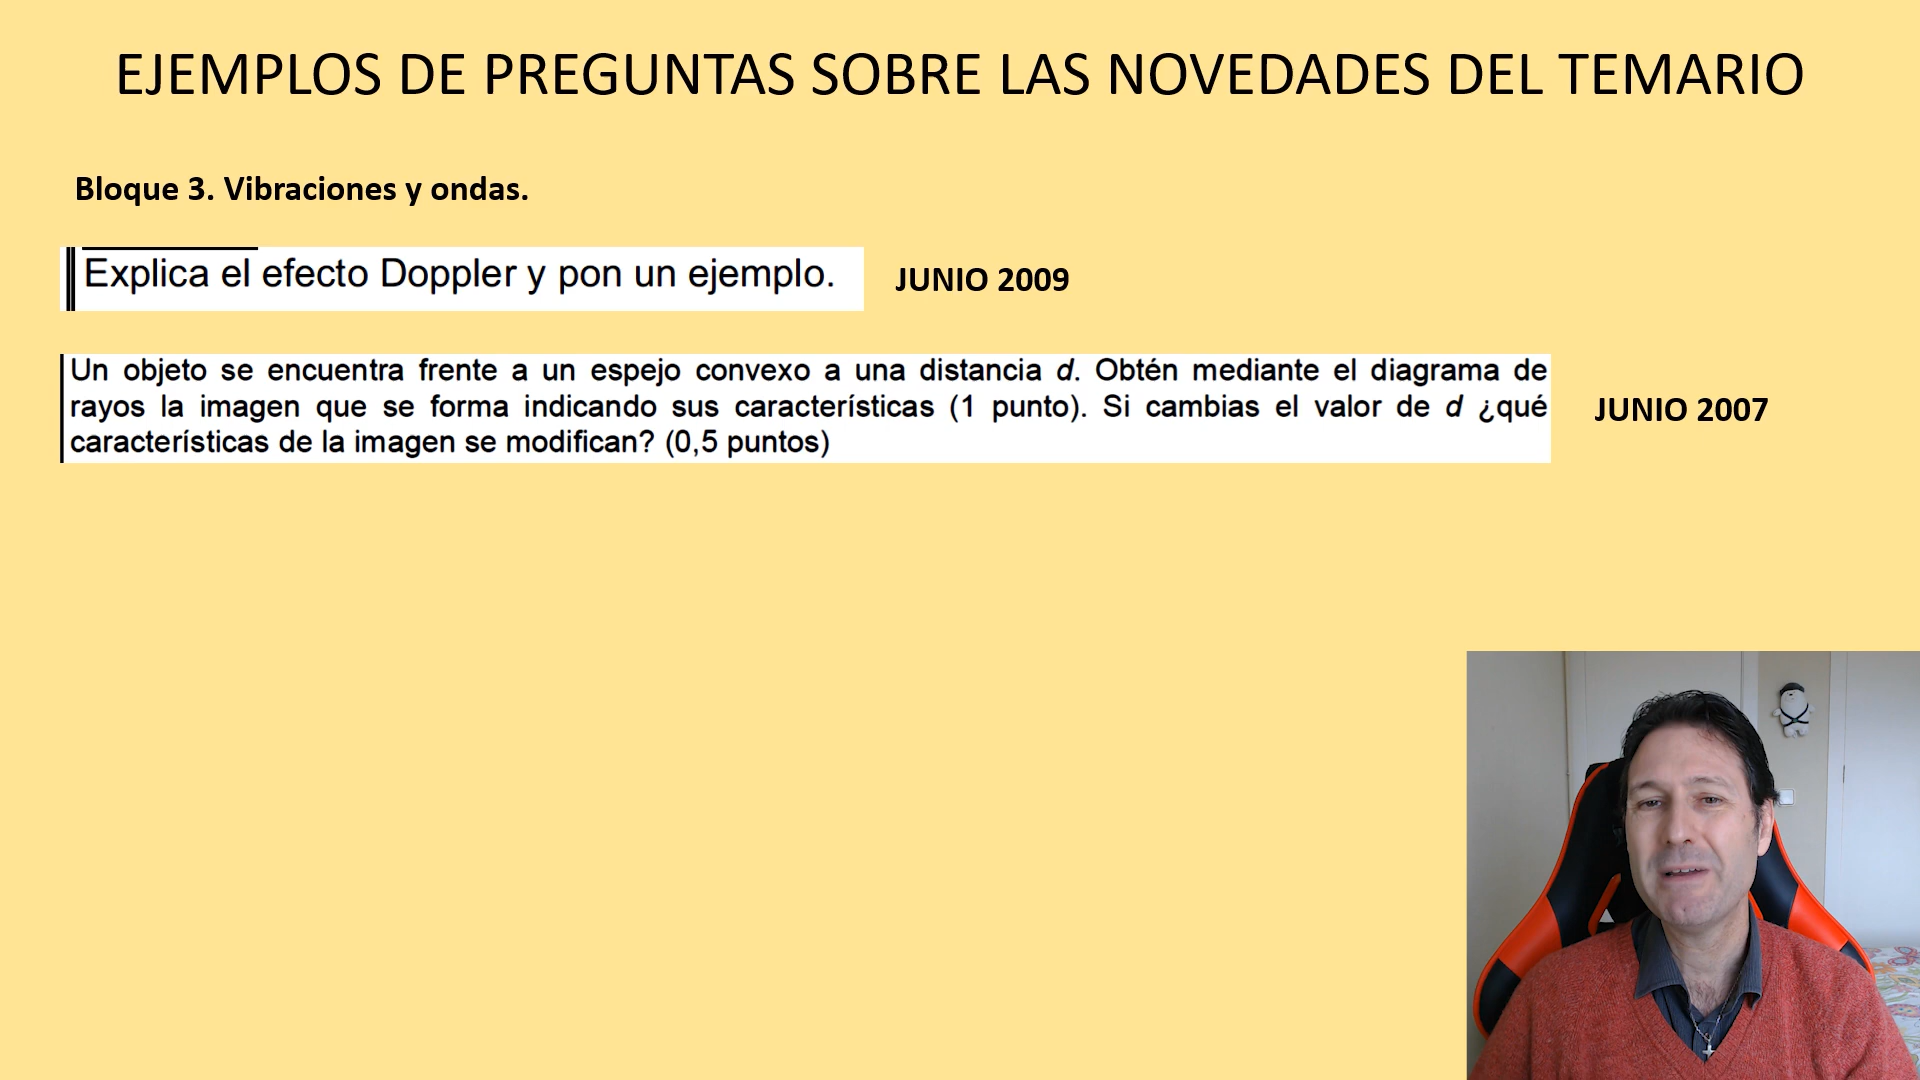 EJEMPLOS DE PREGUNTAS SOBRE LAS NOVEDADES DEL TEMARIO
Bloque 3. Vibraciones y ondas.
Explica el efecto Doppler y pon un ejemplo.
JUNIO 2009
Un objeto se encuentra frente a un espejo convexo a una distancia d. Obtén mediante el diagrama de
rayos la imagen que se forma indicando sus características (1 punto). Si cambias el valor de d ¿qué
características de la imagen se modifican? (0,5 puntos)
JUNIO 2007